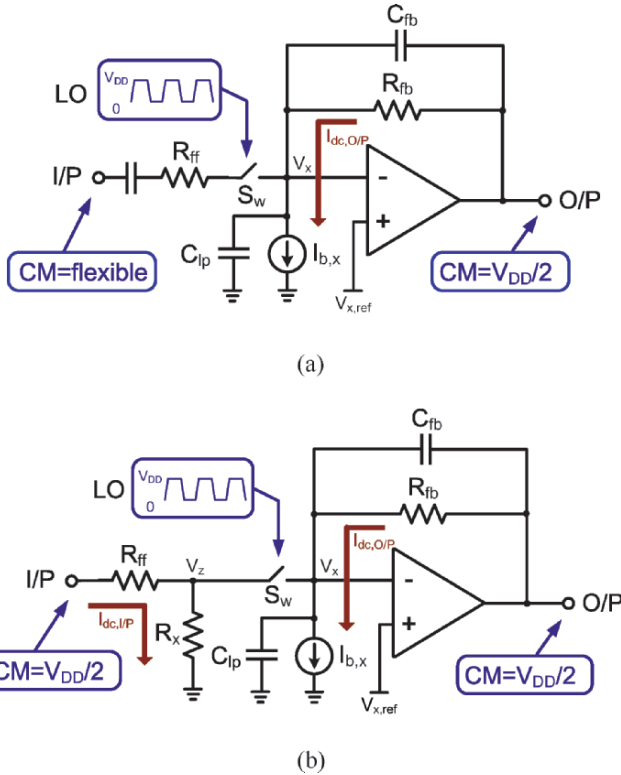 C_fb
V_DD
0
LO
R_fb
I_dc,O/P
R_ff
V_x
I/P
S_w
-
+
O/P
C_lp
I_b,x
CM=flexible
CM=V_DD/2
V_x,ref
(a)
C_fb
V_DD
0
LO
R_fb
I_dc,O/P
R_ff
V_z
V_x
I/P
S_w
-
+
O/P
I_dc,I/P
R_x
C_lp
I_b,x
CM=V_DD/2
CM=V_DD/2
V_x,ref
(b)